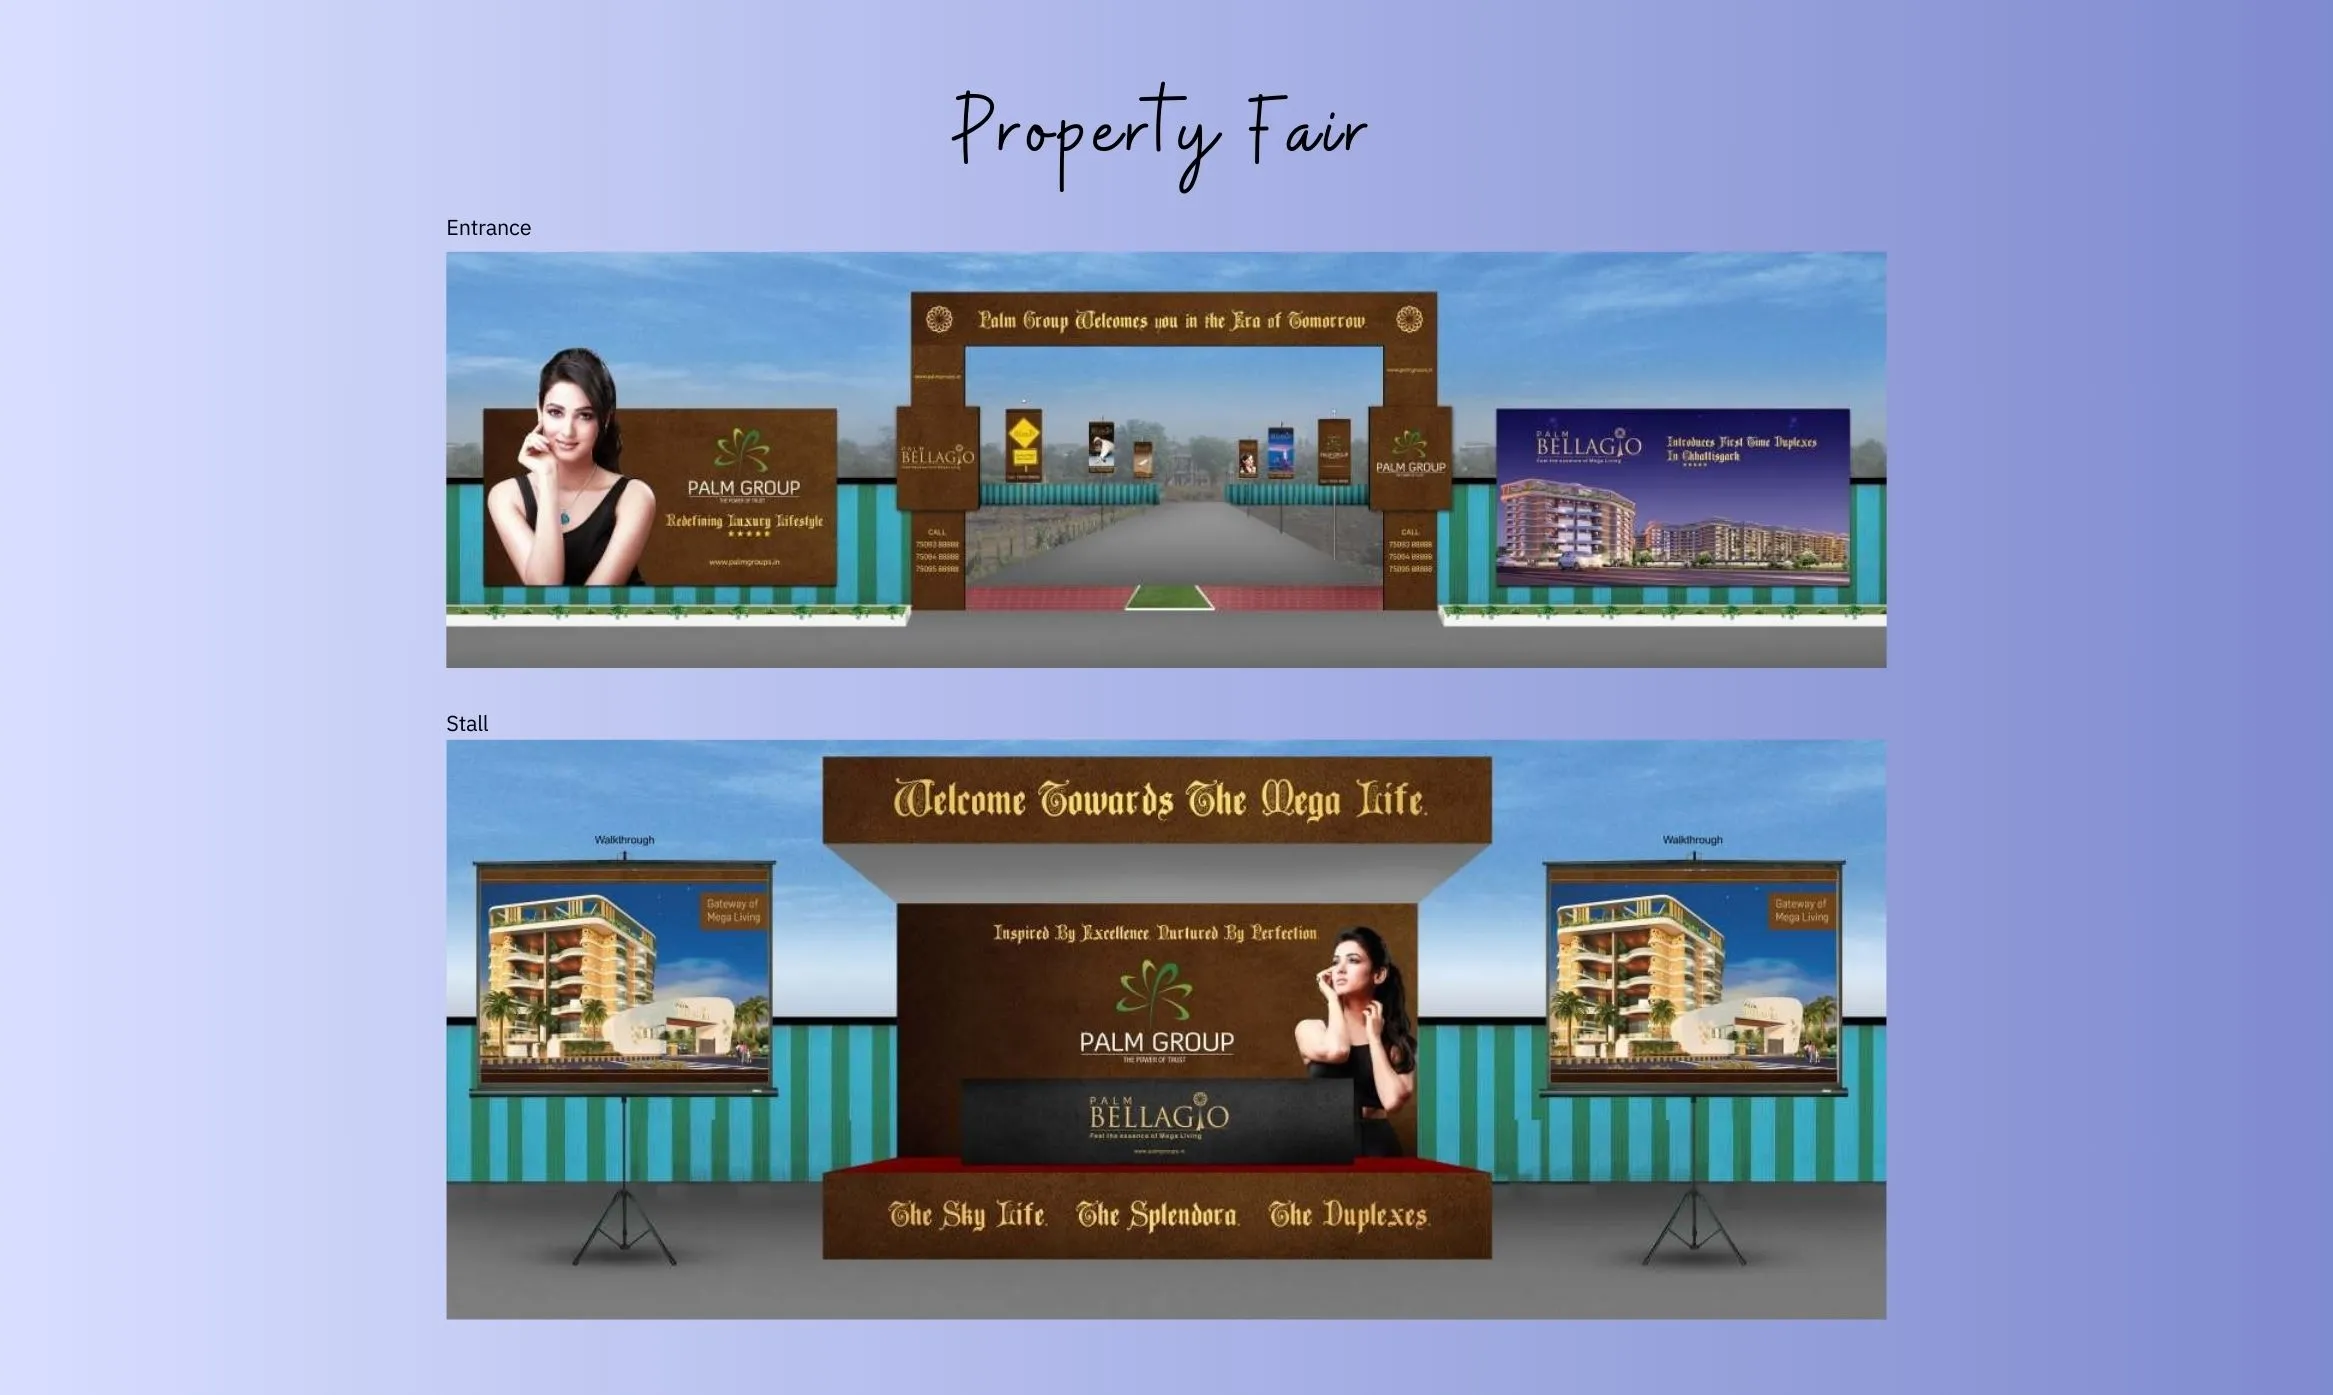 Property Fair
Entrance
Palm Group Welcomes you in the Era of Tomorrow
www.palmgroups.in
www.palmgroups.in
PALM GROUP
THE POWER OF TRUST
Redefining Luxury Lifestyle
www.palmgroups.in
PALM
BELLAGIO
CALL
75093 88888
75094 88888
75095 88888
PALM GROUP
CALL
75093 88888
75094 88888
75095 88888
PALM
BELLAGIO
Feel the essence of Mega Living
Introduces First Time Duplexes
In Chhattisgarh
Stall
Welcome Towards The Mega Life.
Walkthrough
Gateway of
Mega Living
Inspired By Excellence. Nurtured By Perfection.
PALM GROUP
THE POWER OF TRUST
PALM
BELLAGIO
Feel the essence of Mega Living
www.palmgroups.in
The Sky Life. The Splendora. The Duplexes.
Walkthrough
Gateway of
Mega Living